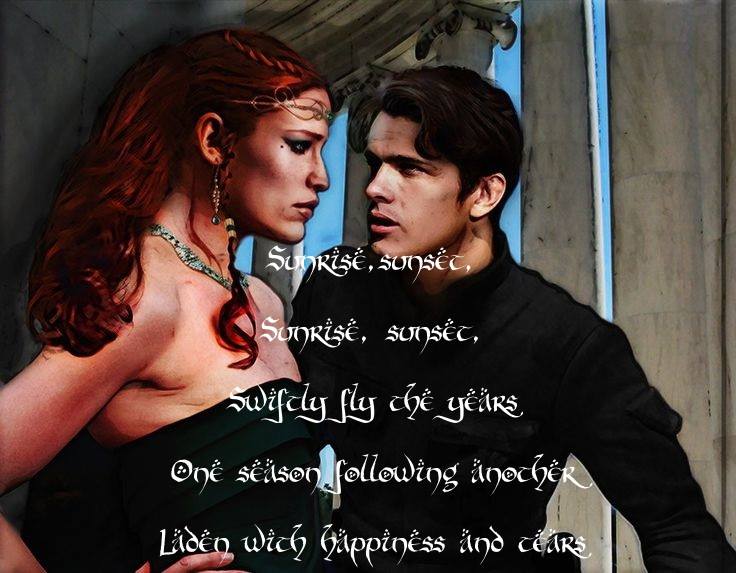 Sunrise, sunset,
Sunrise, sunset,
Swiftly fly the years
One season following another
Laden with happiness and tears